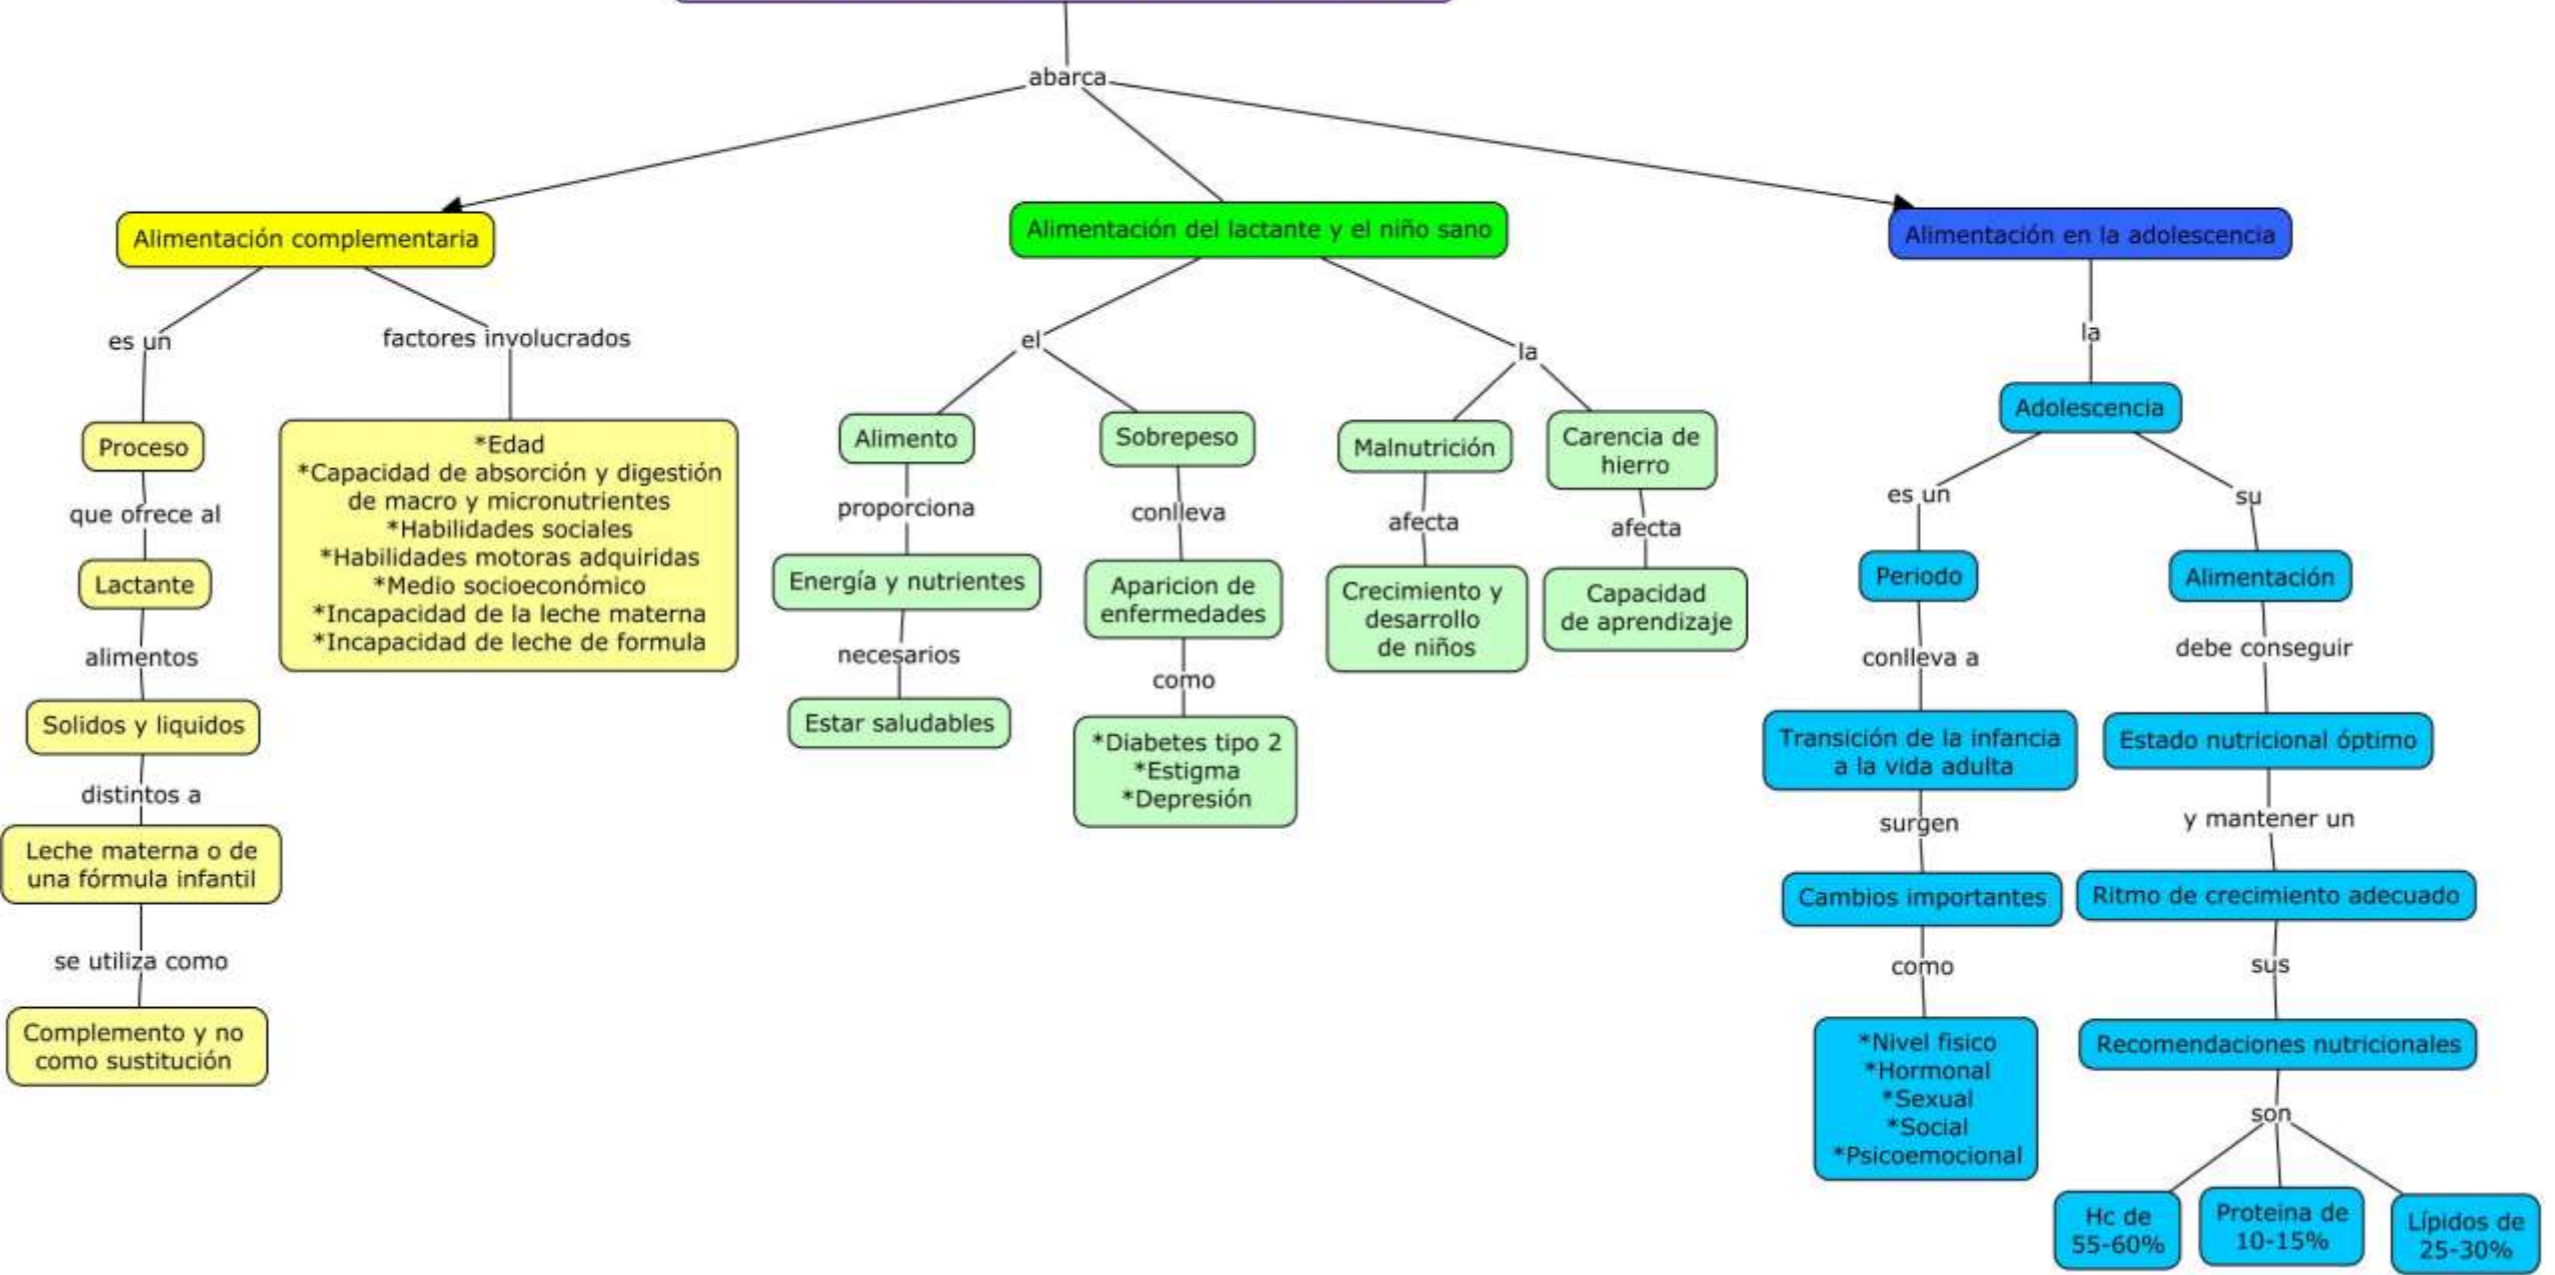 abarca
Alimentación complementaria
es un
Proceso
que ofrece al
Lactante
alimentos
Solidos y liquidos
distintos a
Leche materna o de
una fórmula infantil
se utiliza como
Complemento y no
como sustitución
factores involucrados
*Edad
*Capacidad de absorción y digestión
de macro y micronutrientes
*Habilidades sociales
*Habilidades motoras adquiridas
*Medio socioeconómico
*Incapacidad de la leche materna
*Incapacidad de leche de formula
Alimentación del lactante y el niño sano
el
Alimento
proporciona
Energía y nutrientes
necesarios
Estar saludables
Sobrepeso
conlleva
Aparicion de
enfermedades
como
*Diabetes tipo 2
*Estigma
*Depresión
la
Malnutrición
afecta
Crecimiento y
desarrollo
de niños
Carencia de
hierro
afecta
Capacidad
de aprendizaje
Alimentación en la adolescencia
la
Adolescencia
es un
Periodo
conlleva a
Transición de la infancia
a la vida adulta
surgen
Cambios importantes
como
*Nivel fisico
*Hormonal
*Sexual
*Social
*Psicoemocional
su
Alimentación
debe conseguir
Estado nutricional óptimo
y mantener un
Ritmo de crecimiento adecuado
sus
Recomendaciones nutricionales
son
Hc de
55-60%
Proteina de
10-15%
Lípidos de
25-30%